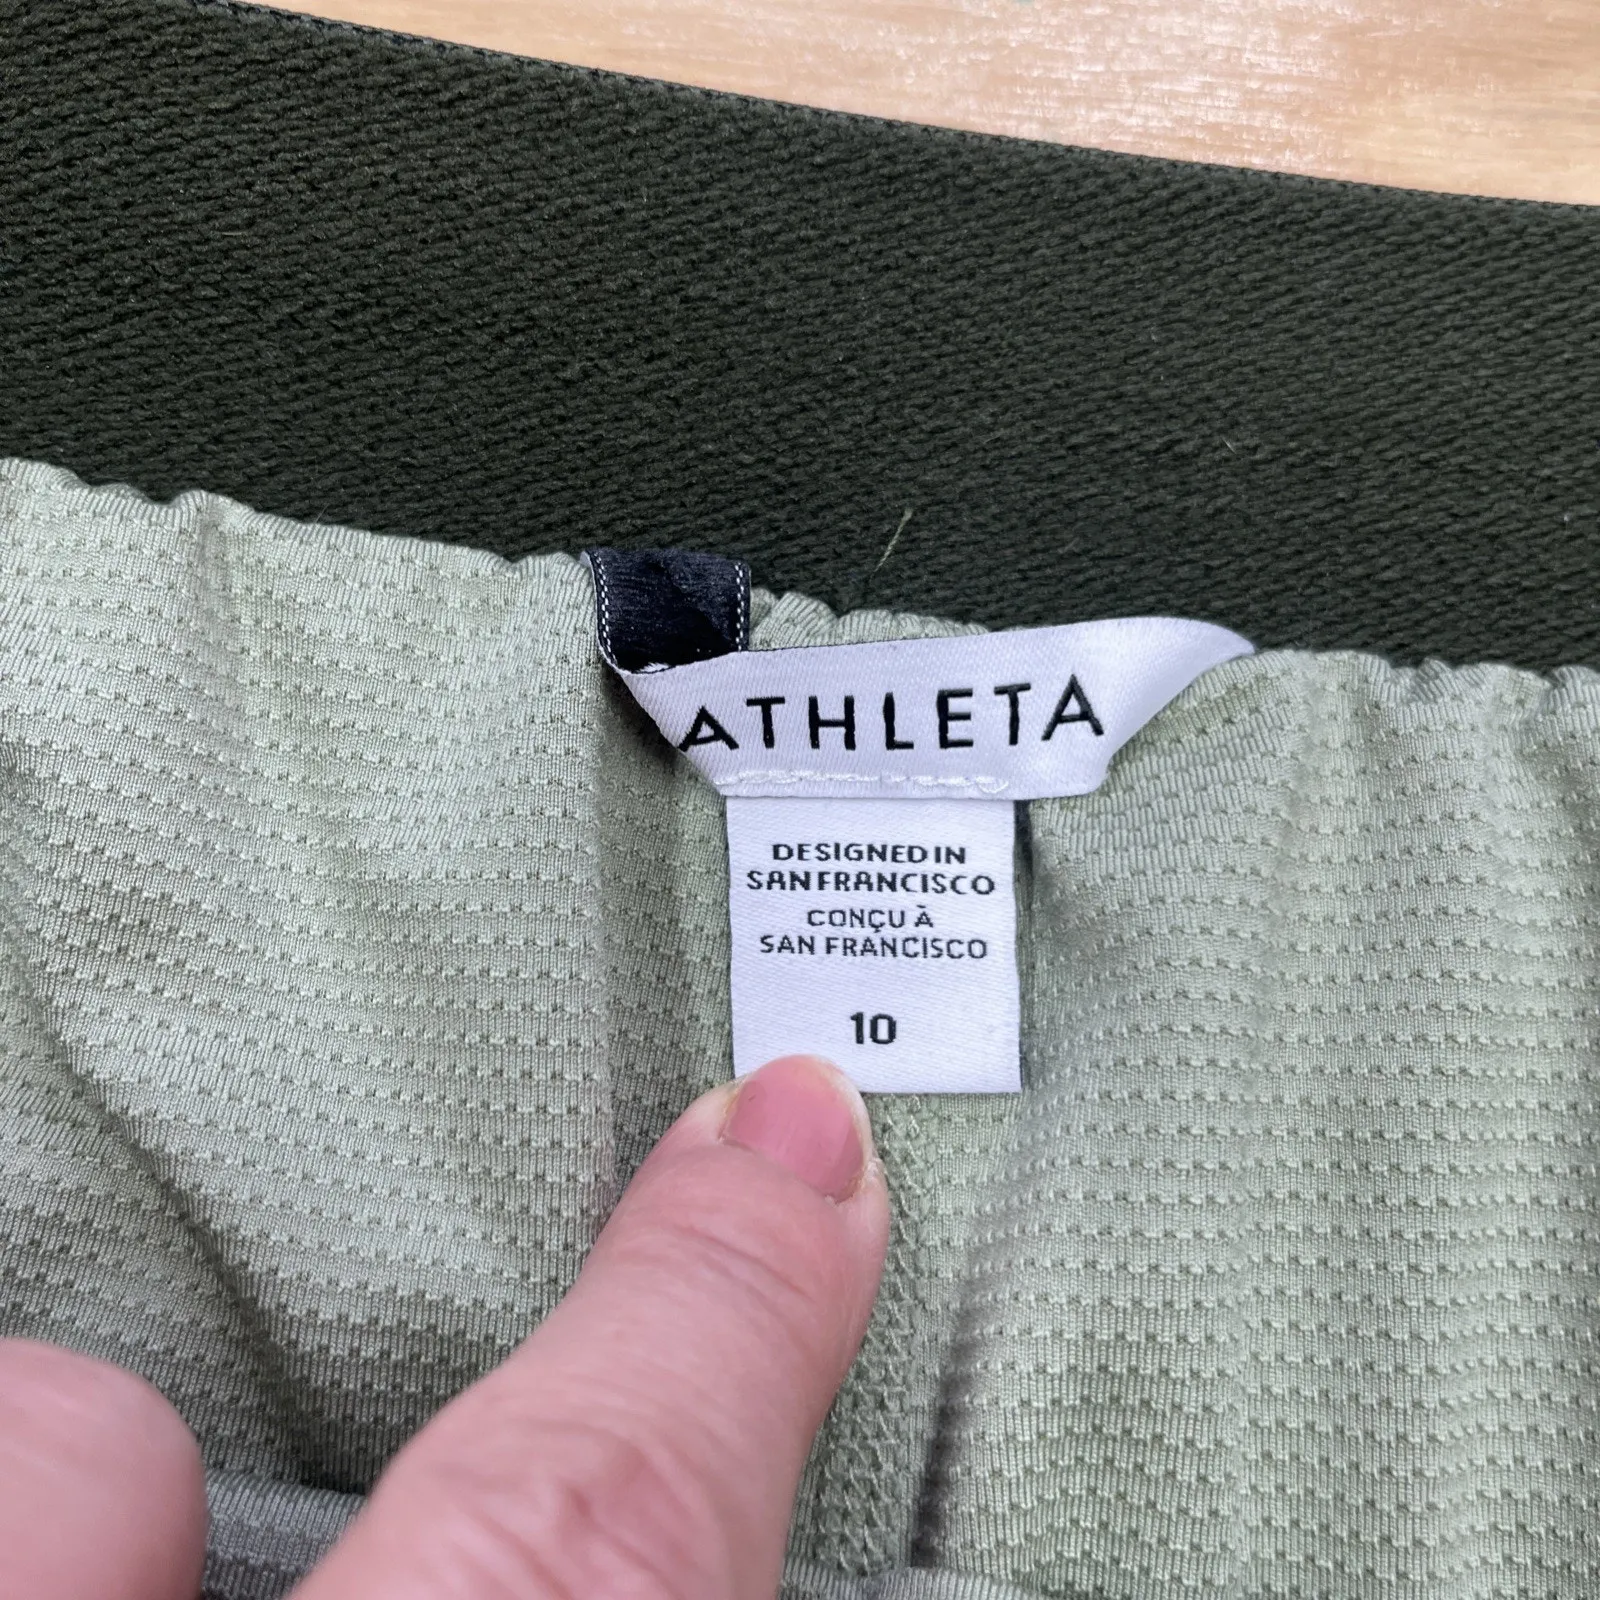 ATHLETA
DESIGNED IN
SAN FRANCISCO
CONÇU À
SAN FRANCISCO
10